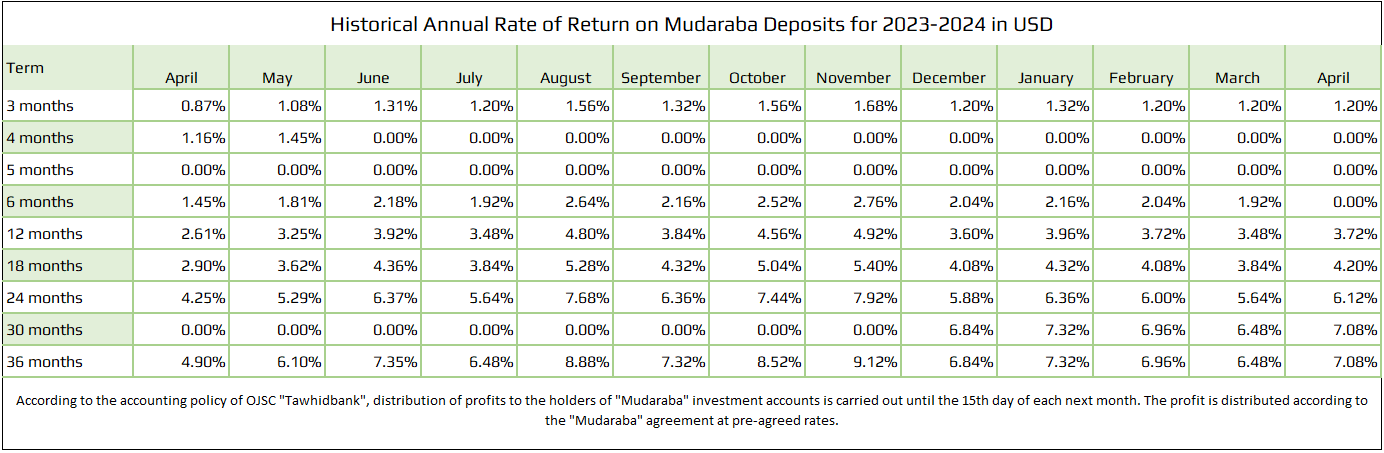 Historical Annual Rate of Return on Mudaraba Deposits for 2023-2024 in USD
Term April May June July August September October November December January February March April
3 months 0.87% 1.08% 1.31% 1.20% 1.56% 1.32% 1.56% 1.68% 1.20% 1.32% 1.20% 1.20% 1.20%
4 months 1.16% 1.45% 0.00% 0.00% 0.00% 0.00% 0.00% 0.00% 0.00% 0.00% 0.00% 0.00% 0.00%
5 months 0.00% 0.00% 0.00% 0.00% 0.00% 0.00% 0.00% 0.00% 0.00% 0.00% 0.00% 0.00% 0.00%
6 months 1.45% 1.81% 2.18% 1.92% 2.64% 2.16% 2.52% 2.76% 2.04% 2.16% 2.04% 1.92% 0.00%
12 months 2.61% 3.25% 3.92% 3.48% 4.80% 3.84% 4.56% 4.92% 3.60% 3.96% 3.72% 3.48% 3.72%
18 months 2.90% 3.62% 4.36% 3.84% 5.28% 4.32% 5.04% 5.40% 4.08% 4.32% 4.08% 3.84% 4.20%
24 months 4.25% 5.29% 6.37% 5.64% 7.68% 6.36% 7.44% 7.92% 5.88% 6.36% 6.00% 5.64% 6.12%
30 months 0.00% 0.00% 0.00% 0.00% 0.00% 0.00% 0.00% 0.00% 6.84% 7.32% 6.96% 6.48% 7.08%
36 months 4.90% 6.10% 7.35% 6.48% 8.88% 7.32% 8.52% 9.12% 6.84% 7.32% 6.96% 6.48% 7.08%
According to the accounting policy of OJSC "Tawhidbank", distribution of profits to the holders of "Mudaraba" investment accounts is carried out until the 15th day of each next month. The profit is distributed according to
the "Mudaraba" agreement at pre-agreed rates.